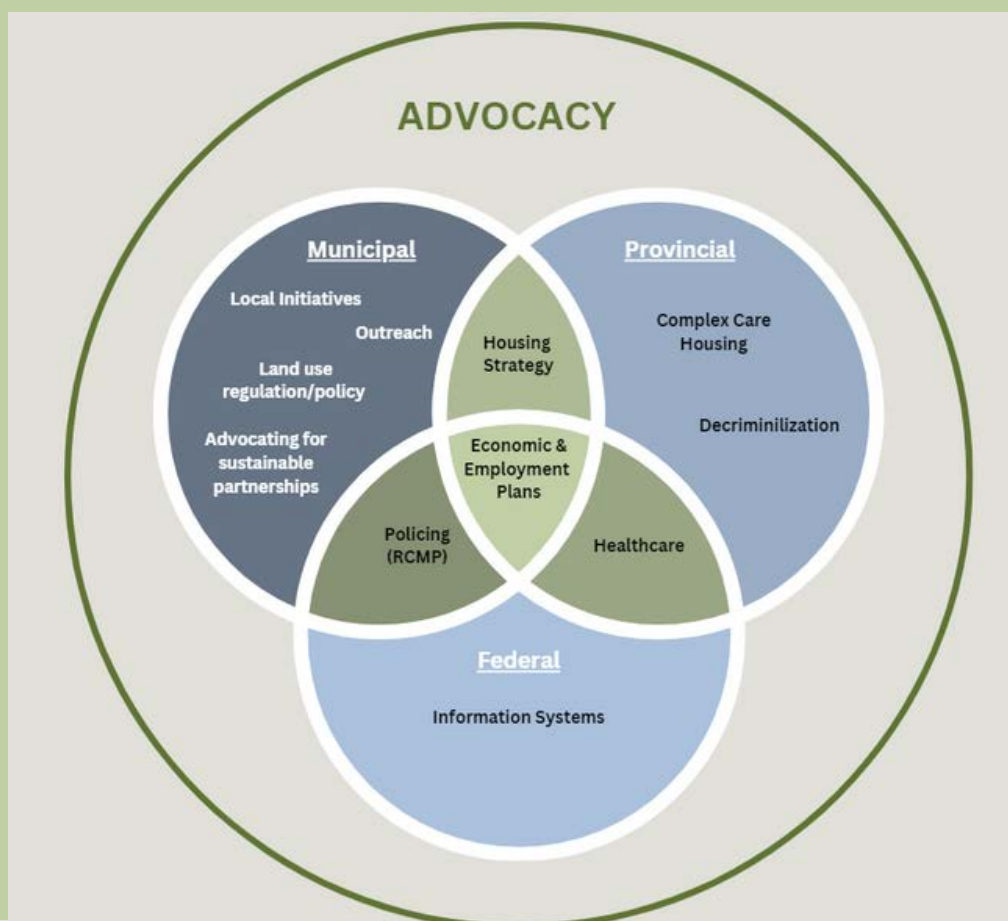 ADVOCACY
Municipal
Local Initiatives
Outreach
Land use
regulation/policy
Advocating for
sustainable
partnerships
Housing
Strategy
Provincial
Complex Care
Housing
Decriminilization
Economic &
Employment
Plans
Policing
(RCMP)
Healthcare
Federal
Information Systems